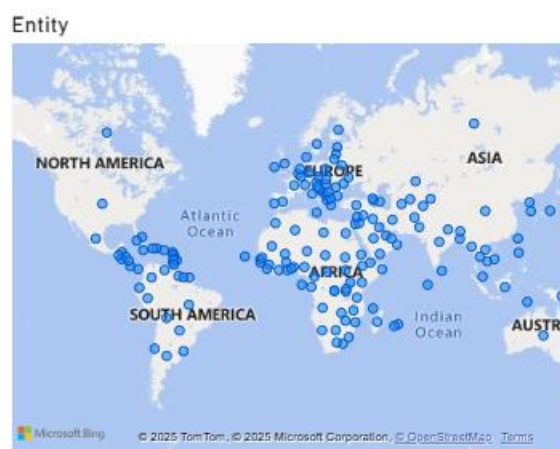 Entity
NORTH AMERICA
EUROPE
ASIA
Atlantic
Ocean
AFRICA
SOUTH AMERICA
Indian
Ocean
AUSTR
Microsoft Bing
© 2025 TomTom, © 2025 Microsoft Corporation, © OpenStreetMap Terms